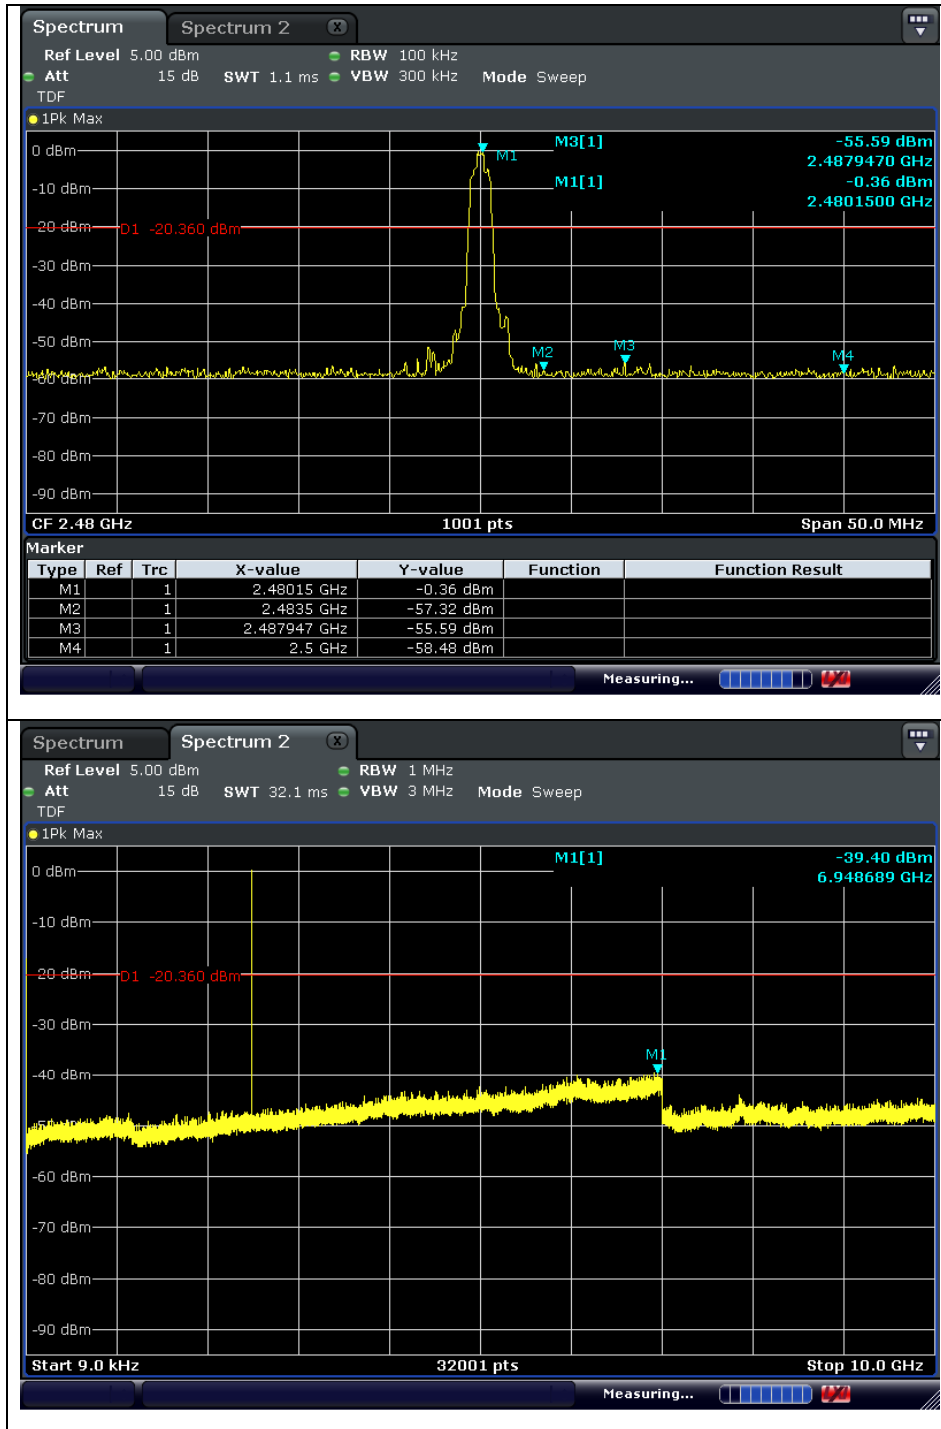 Spectrum Spectrum 2 X
Ref Level 5.00 dBm RBW 100 kHz
Att 15 dB SWT 1.1 ms VBW 300 kHz Mode Sweep
TDF
1Pk Max
M3[1] -55.59 dBm
2.4879470 GHz
M1[1] -0.36 dBm
2.4801500 GHz
0 dBm
M1
-10 dBm
-20 dBm
D1 -20.360 dBm
-30 dBm
-40 dBm
-50 dBm
M2 M3 M4
-60 dBm
-70 dBm
-80 dBm
-90 dBm
CF 2.48 GHz 1001 pts Span 50.0 MHz
Marker
Type Ref Trc X-value Y-value Function Function Result
M1 1 2.48015 GHz -0.36 dBm
M2 1 2.4835 GHz -57.32 dBm
M3 1 2.487947 GHz -55.59 dBm
M4 1 2.5 GHz -58.48 dBm
Measuring...
Spectrum Spectrum 2 X
Ref Level 5.00 dBm RBW 1 MHz
Att 15 dB SWT 32.1 ms VBW 3 MHz Mode Sweep
TDF
1Pk Max
M1[1] -39.40 dBm
6.948689 GHz
0 dBm
-10 dBm
-20 dBm
D1 -20.360 dBm
-30 dBm
M1
-40 dBm
-60 dBm
-70 dBm
-80 dBm
-90 dBm
Start 9.0 kHz 32001 pts Stop 10.0 GHz
Measuring...